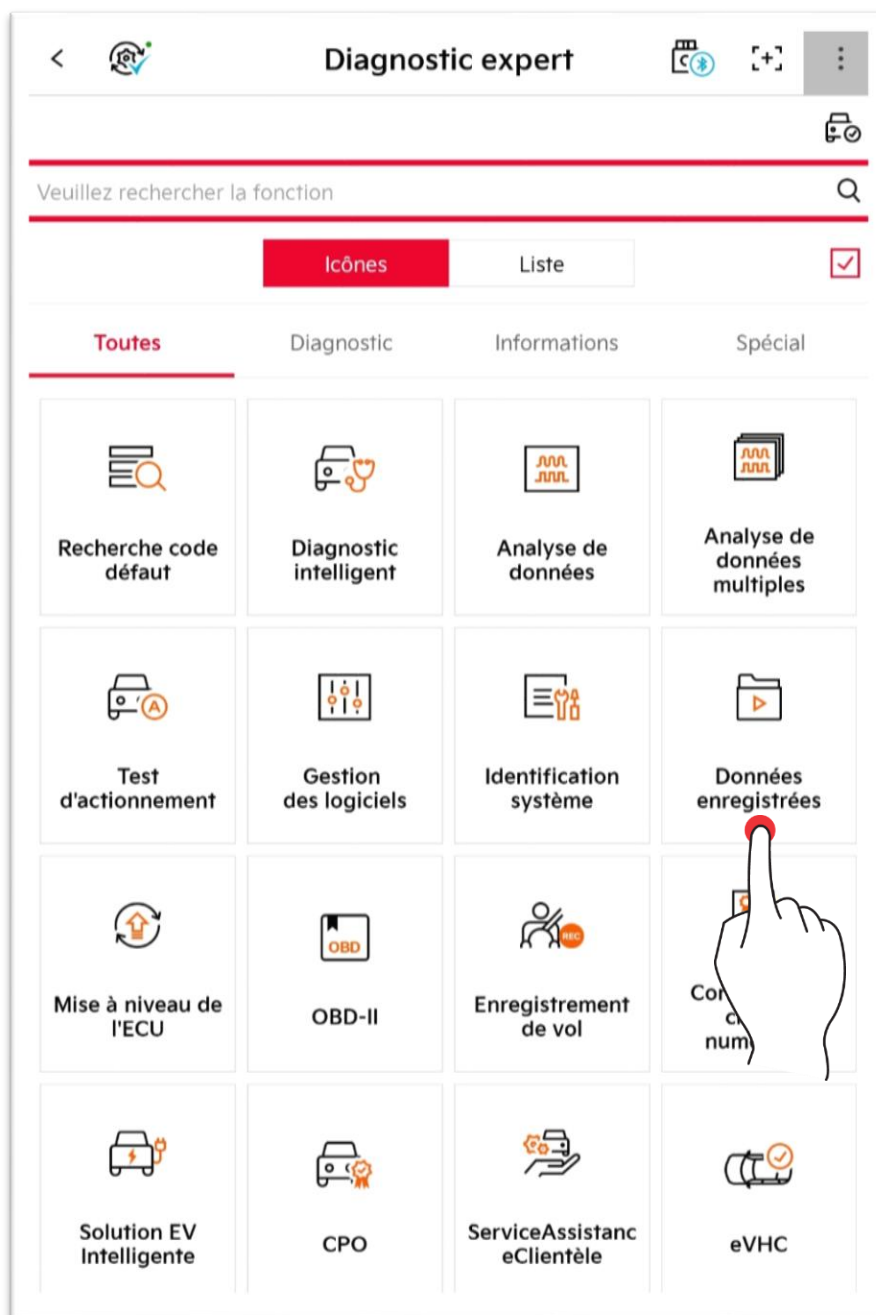 Diagnostic expert
Veuillez rechercher la fonction
Icônes
Liste
Toutes
Diagnostic
Informations
Spécial
Recherche code
défaut
Diagnostic
intelligent
Analyse de
données
Analyse de
données
multiples
Test
d'actionnement
Gestion
des logiciels
Identification
système
Données
enregistrées
Mise à niveau de
l'ECU
OBD
OBD-II
REC
Enregistrement
de vol
Solution EV
Intelligente
CPO
ServiceAssistanc
eClientèle
eVHC